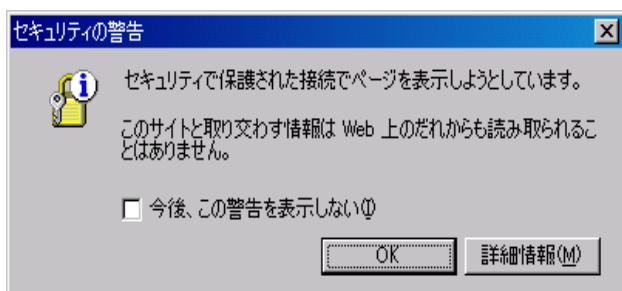 セキュリティの警告
セキュリティで保護された接続でページを表示しようとしています。
このサイトと取り交わす情報は Web 上のだれからも読み取られるこ
とはありません。
今後、この警告を表示しない(I)
OK
詳細情報(M)